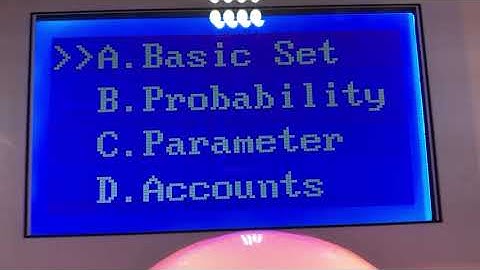 >>A.Basic Set
B.Probability
C.Parameter
D.Accounts